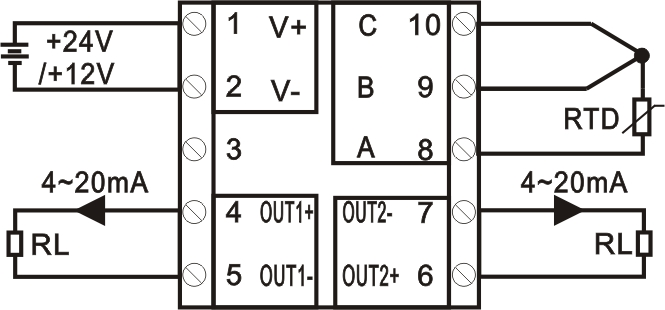 +24V
/+12V
1 V+
2 V-
3
4 OUT1+
5 OUT1-
C 10
B 9
A 8
OUT2- 7
OUT2+ 6
RTD
4~20mA
RL
4~20mA
RL